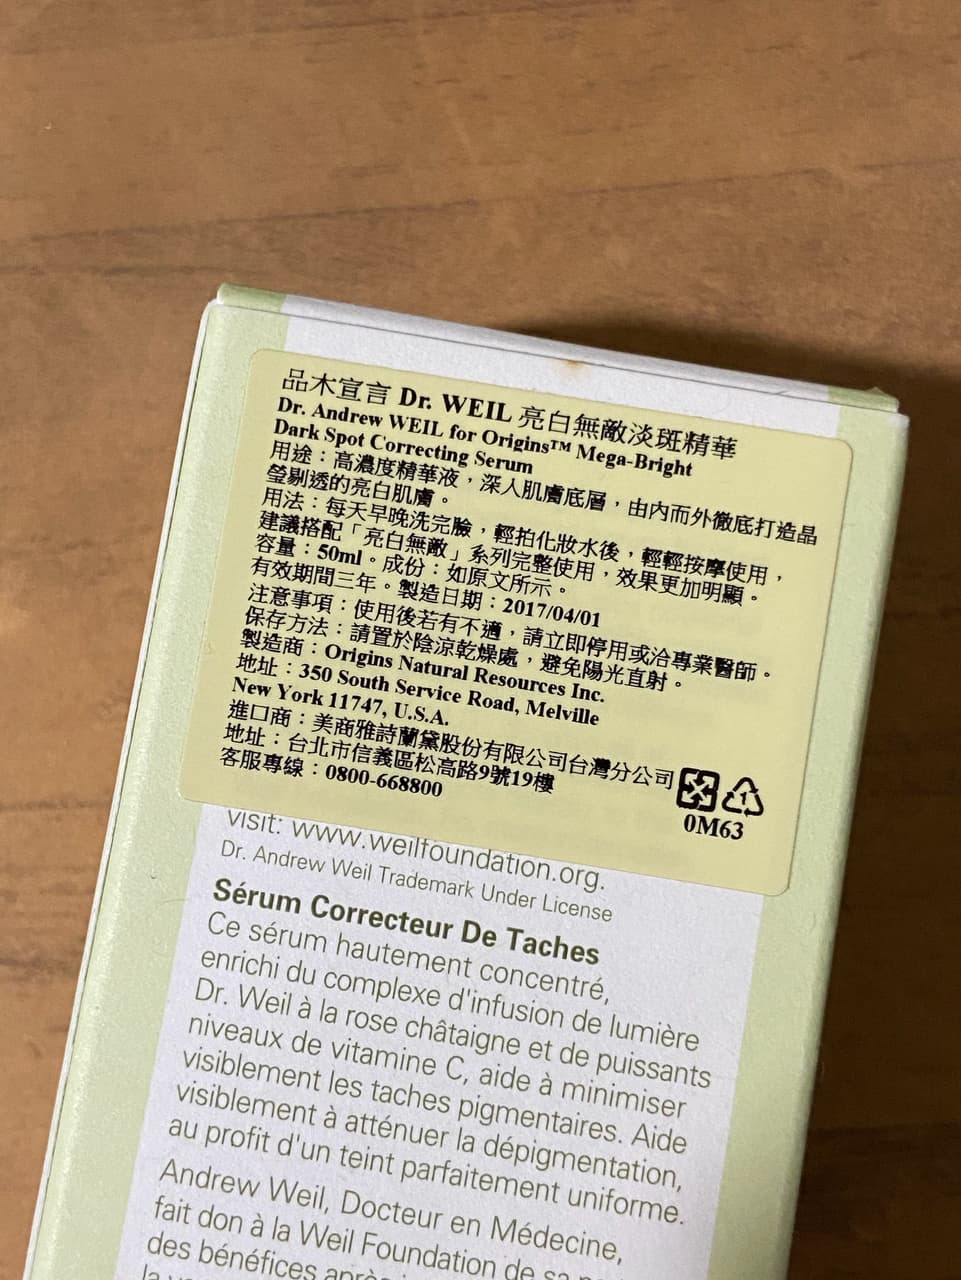 品木宣言 Dr. WEIL 亮白無敵淡斑精華
Dr. Andrew WEIL for Origins™ Mega-Bright
Dark Spot Correcting Serum
用途：高濃度精華液，深入肌膚底層，由內而外徹底打造晶
瑩剔透的亮白肌膚。
用法：每天早晚洗完臉，輕拍化妝水後，輕輕按摩使用，
建議搭配「亮白無敵」系列完整使用，效果更加明顯。
容量：50ml。成份：如原文所示。
有效期間三年。製造日期：2017/04/01
注意事項：使用後若有不適，請立即停用或洽專業醫師。
保存方法：請置於陰涼乾燥處，避免陽光直射。
製造商：Origins Natural Resources Inc.
地址：350 South Service Road, Melville
New York 11747, U.S.A.
進口商：美商雅詩蘭黛股份有限公司台灣分公司
地址：台北市信義區松高路9號19樓
客服專線：0800-668800
1
0M63
visit: www.weilfoundation.org.
Dr. Andrew Weil Trademark Under License
Sérum Correcteur De Taches
Ce sérum hautement concentré,
enrichi du complexe d'infusion de lumière
Dr. Weil à la rose châtaigne et de puissants
niveaux de vitamine C, aide à minimiser
visiblement les taches pigmentaires. Aide
visiblement à atténuer la dépigmentation,
au profit d'un teint parfaitement uniforme.
Andrew Weil, Docteur en Médecine,
fait don à la Weil Foundation de sa
des bénéfices après
la